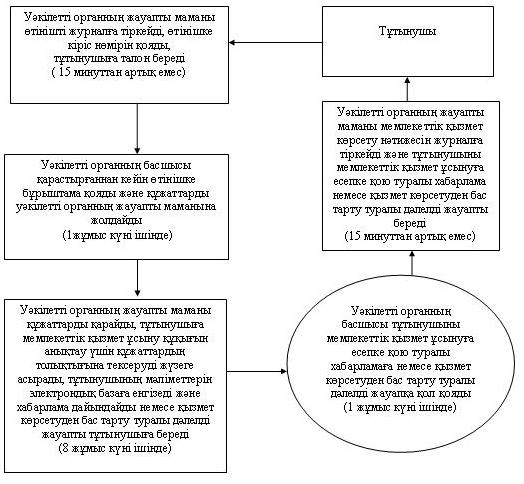 Уәкілетті органның жауапты маманы
өтінішті журналға тіркейді, өтінішке
кіріс нөмірін қояды,
тұтынушыға талон береді
( 15 минуттан артық емес)
Тұтынушы
Уәкілетті органның басшысы
қарастырғаннан кейін өтінішке
бұрыштама қояды және құжаттарды
уәкілетті органның жауапты маманына
жолдайды
(1жұмыс күні ішінде)
Уәкілетті органның жауапты маманы
құжаттарды қарайды, тұтынушыға
мемлекеттік қызмет ұсыну құқығын
анықтау үшін құжаттардың
толықтығына тексеруді жүзеге
асырады, тұтынушының мәліметтерін
электрондық базаға енгізеді және
хабарлама дайындайды немесе қызмет
көрсетуден бас тарту туралы дәлелді
жауапты тұтынушыға береді
(8 жұмыс күні ішінде)
Уәкілетті органның
басшысы тұтынушыны
мемлекеттік қызмет ұсынуға
есепке қою туралы
хабарламаға немесе қызмет
көрсетуден бас тарту туралы
дәлелді жауапқа қол қояды
(1 жұмыс күні ішінде)
Уәкілетті органның жауапты
маманы мемлекеттік қызмет
көрсету нәтижесін журналға
тіркейді және тұтынушыны
мемлекеттік қызмет ұсынуға
есепке қою туралы хабарлама
немесе қызмет көрсетуден бас
тарту туралы дәлелді жауапты
береді
(15 минуттан артық емес)